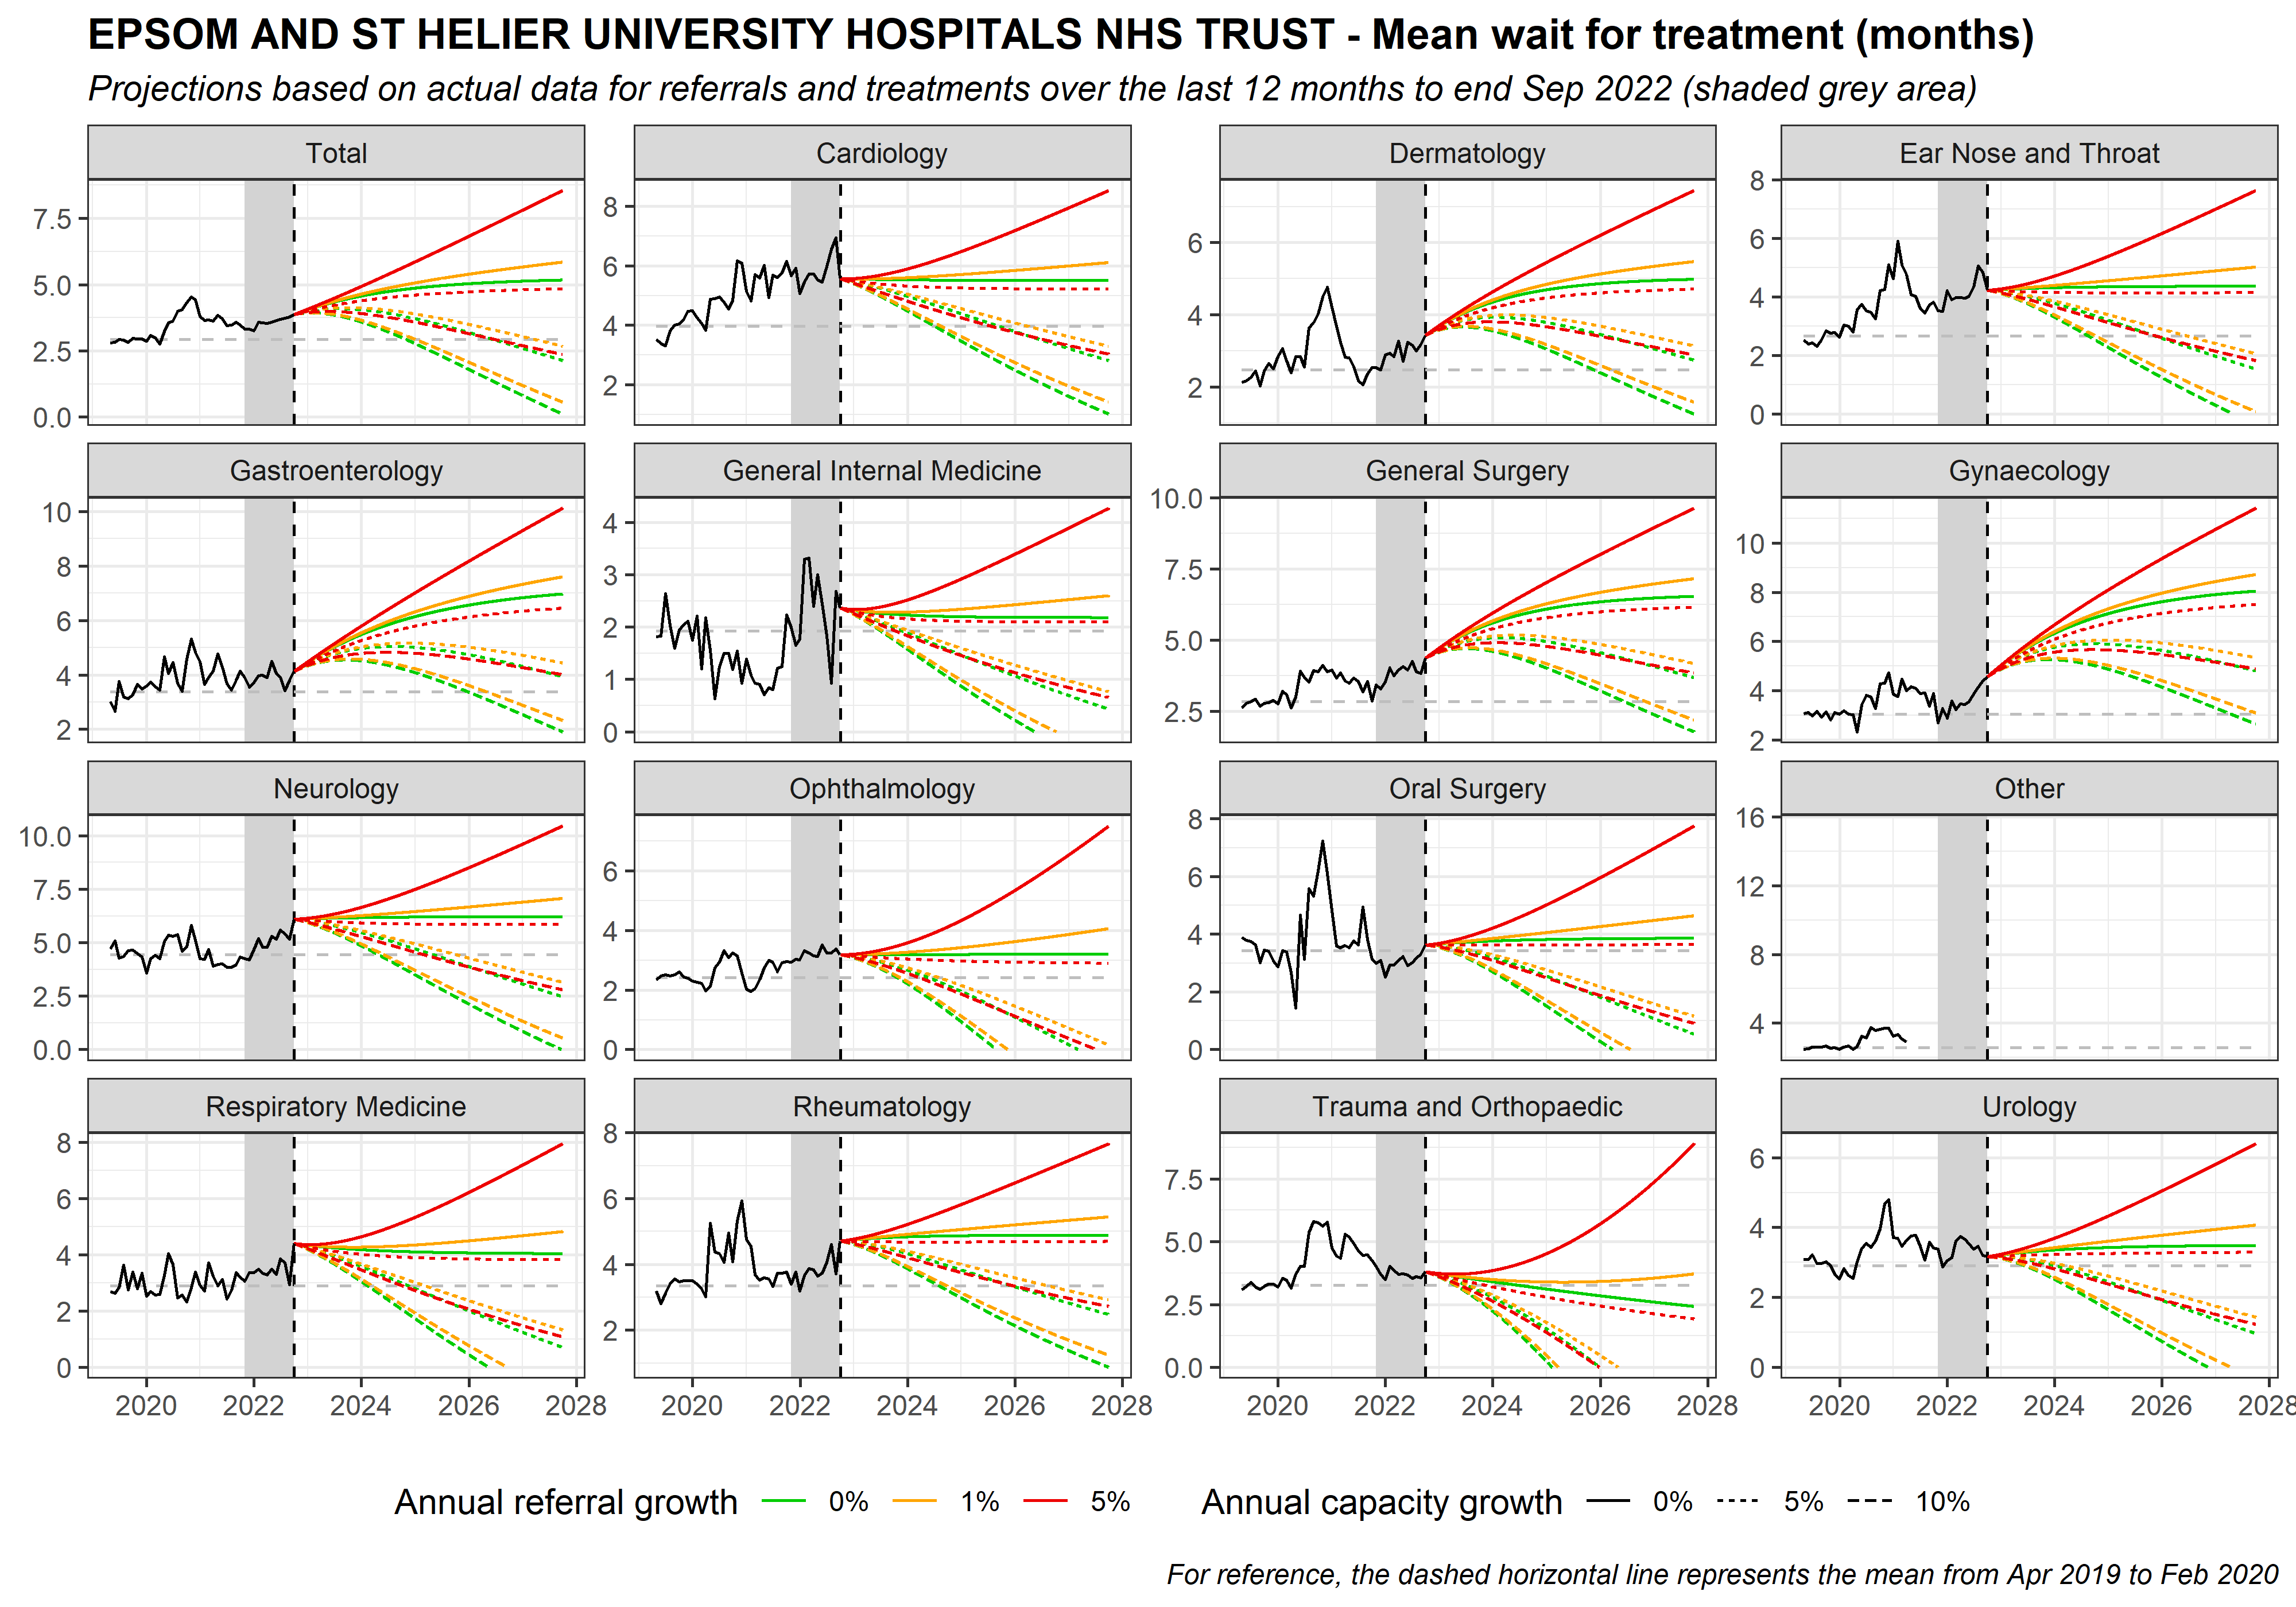 EPSOM AND ST HELIER UNIVERSITY HOSPITALS NHS TRUST - Mean wait for treatment (months)
Projections based on actual data for referrals and treatments over the last 12 months to end Sep 2022 (shaded grey area)
Total Cardiology Dermatology Ear Nose and Throat
7.5 5.0 2.5 0.0
8 6 4 2
6 4 2
8 6 4 2 0
Gastroenterology General Internal Medicine General Surgery Gynaecology
10 8 6 4 2
4 3 2 1 0
10.0 7.5 5.0 2.5
10 8 6 4 2
Neurology Ophthalmology Oral Surgery Other
10.0 7.5 5.0 2.5 0.0
6 4 2 0
8 6 4 2 0
16 12 8 4
Respiratory Medicine Rheumatology Trauma and Orthopaedic Urology
8 6 4 2 0
8 6 4 2
7.5 5.0 2.5 0.0
6 4 2 0
2020 2022 2024 2026 2028 2020 2022 2024 2026 2028 2020 2022 2024 2026 2028 2020 2022 2024 2026 2028
Annual referral growth 0% 1% 5% Annual capacity growth 0% 5% 10%
For reference, the dashed horizontal line represents the mean from Apr 2019 to Feb 2020